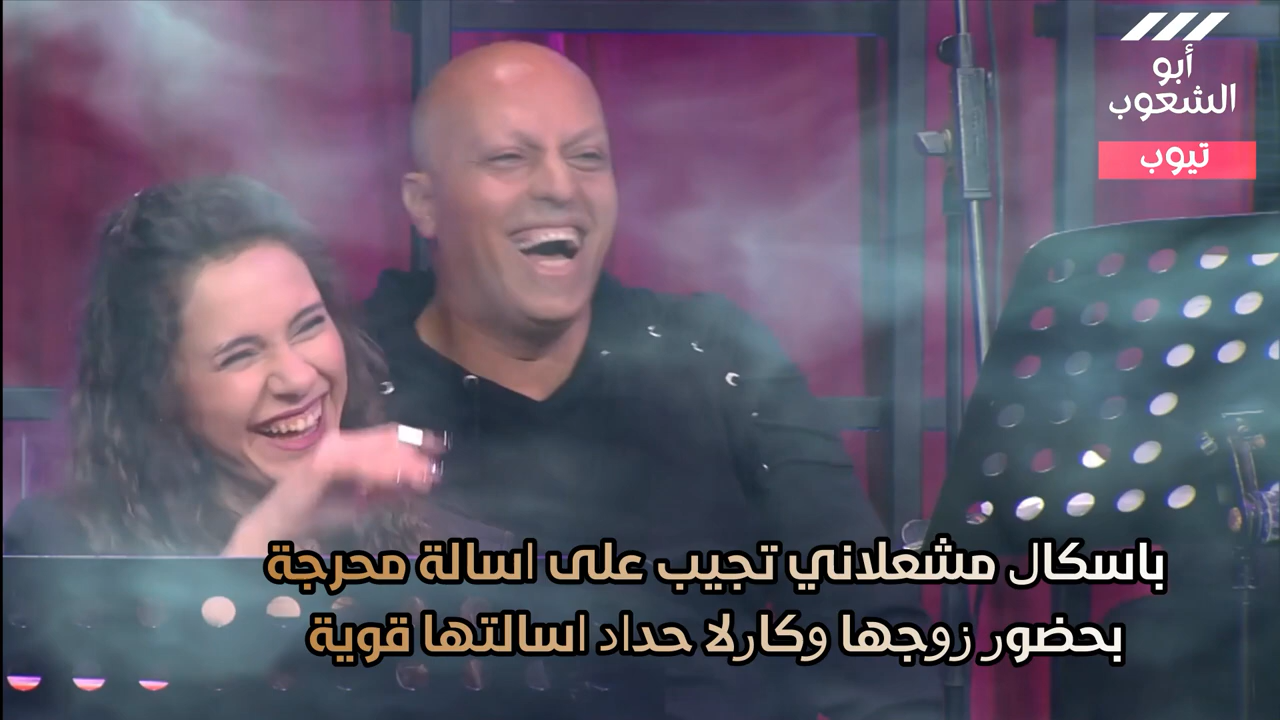 أبو
الشعوب
تيوب
باسكال مشعلاني تجيب على اسالة محرجة
بحضور زوجها وكارلا حداد اسالتها قوية